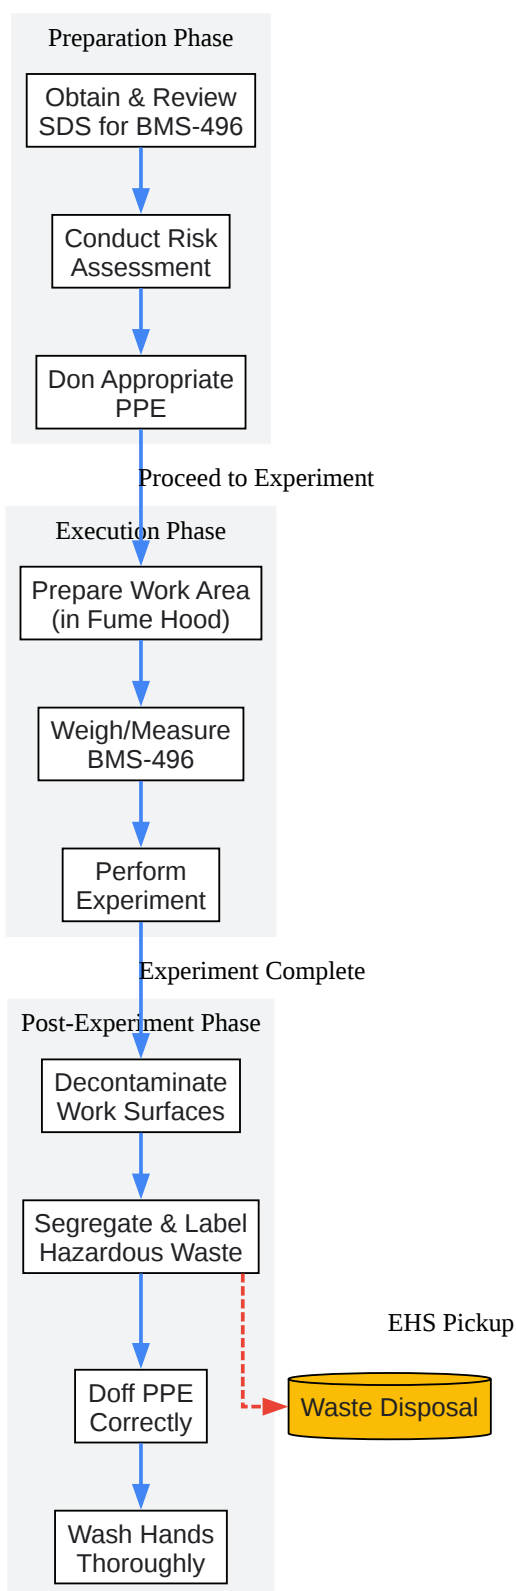 Preparation Phase
Obtain & Review
SDS for BMS-496
Conduct Risk
Assessment
Don Appropriate
PPE
Proceed to Experiment
Execution Phase
Prepare Work Area
(in Fume Hood)
Weigh/Measure
BMS-496
Perform
Experiment
Experiment Complete
Post-Experiment Phase
Decontaminate
Work Surfaces
Segregate & Label
Hazardous Waste
EHS Pickup
Doff PPE
Correctly
Waste Disposal
Wash Hands
Thoroughly